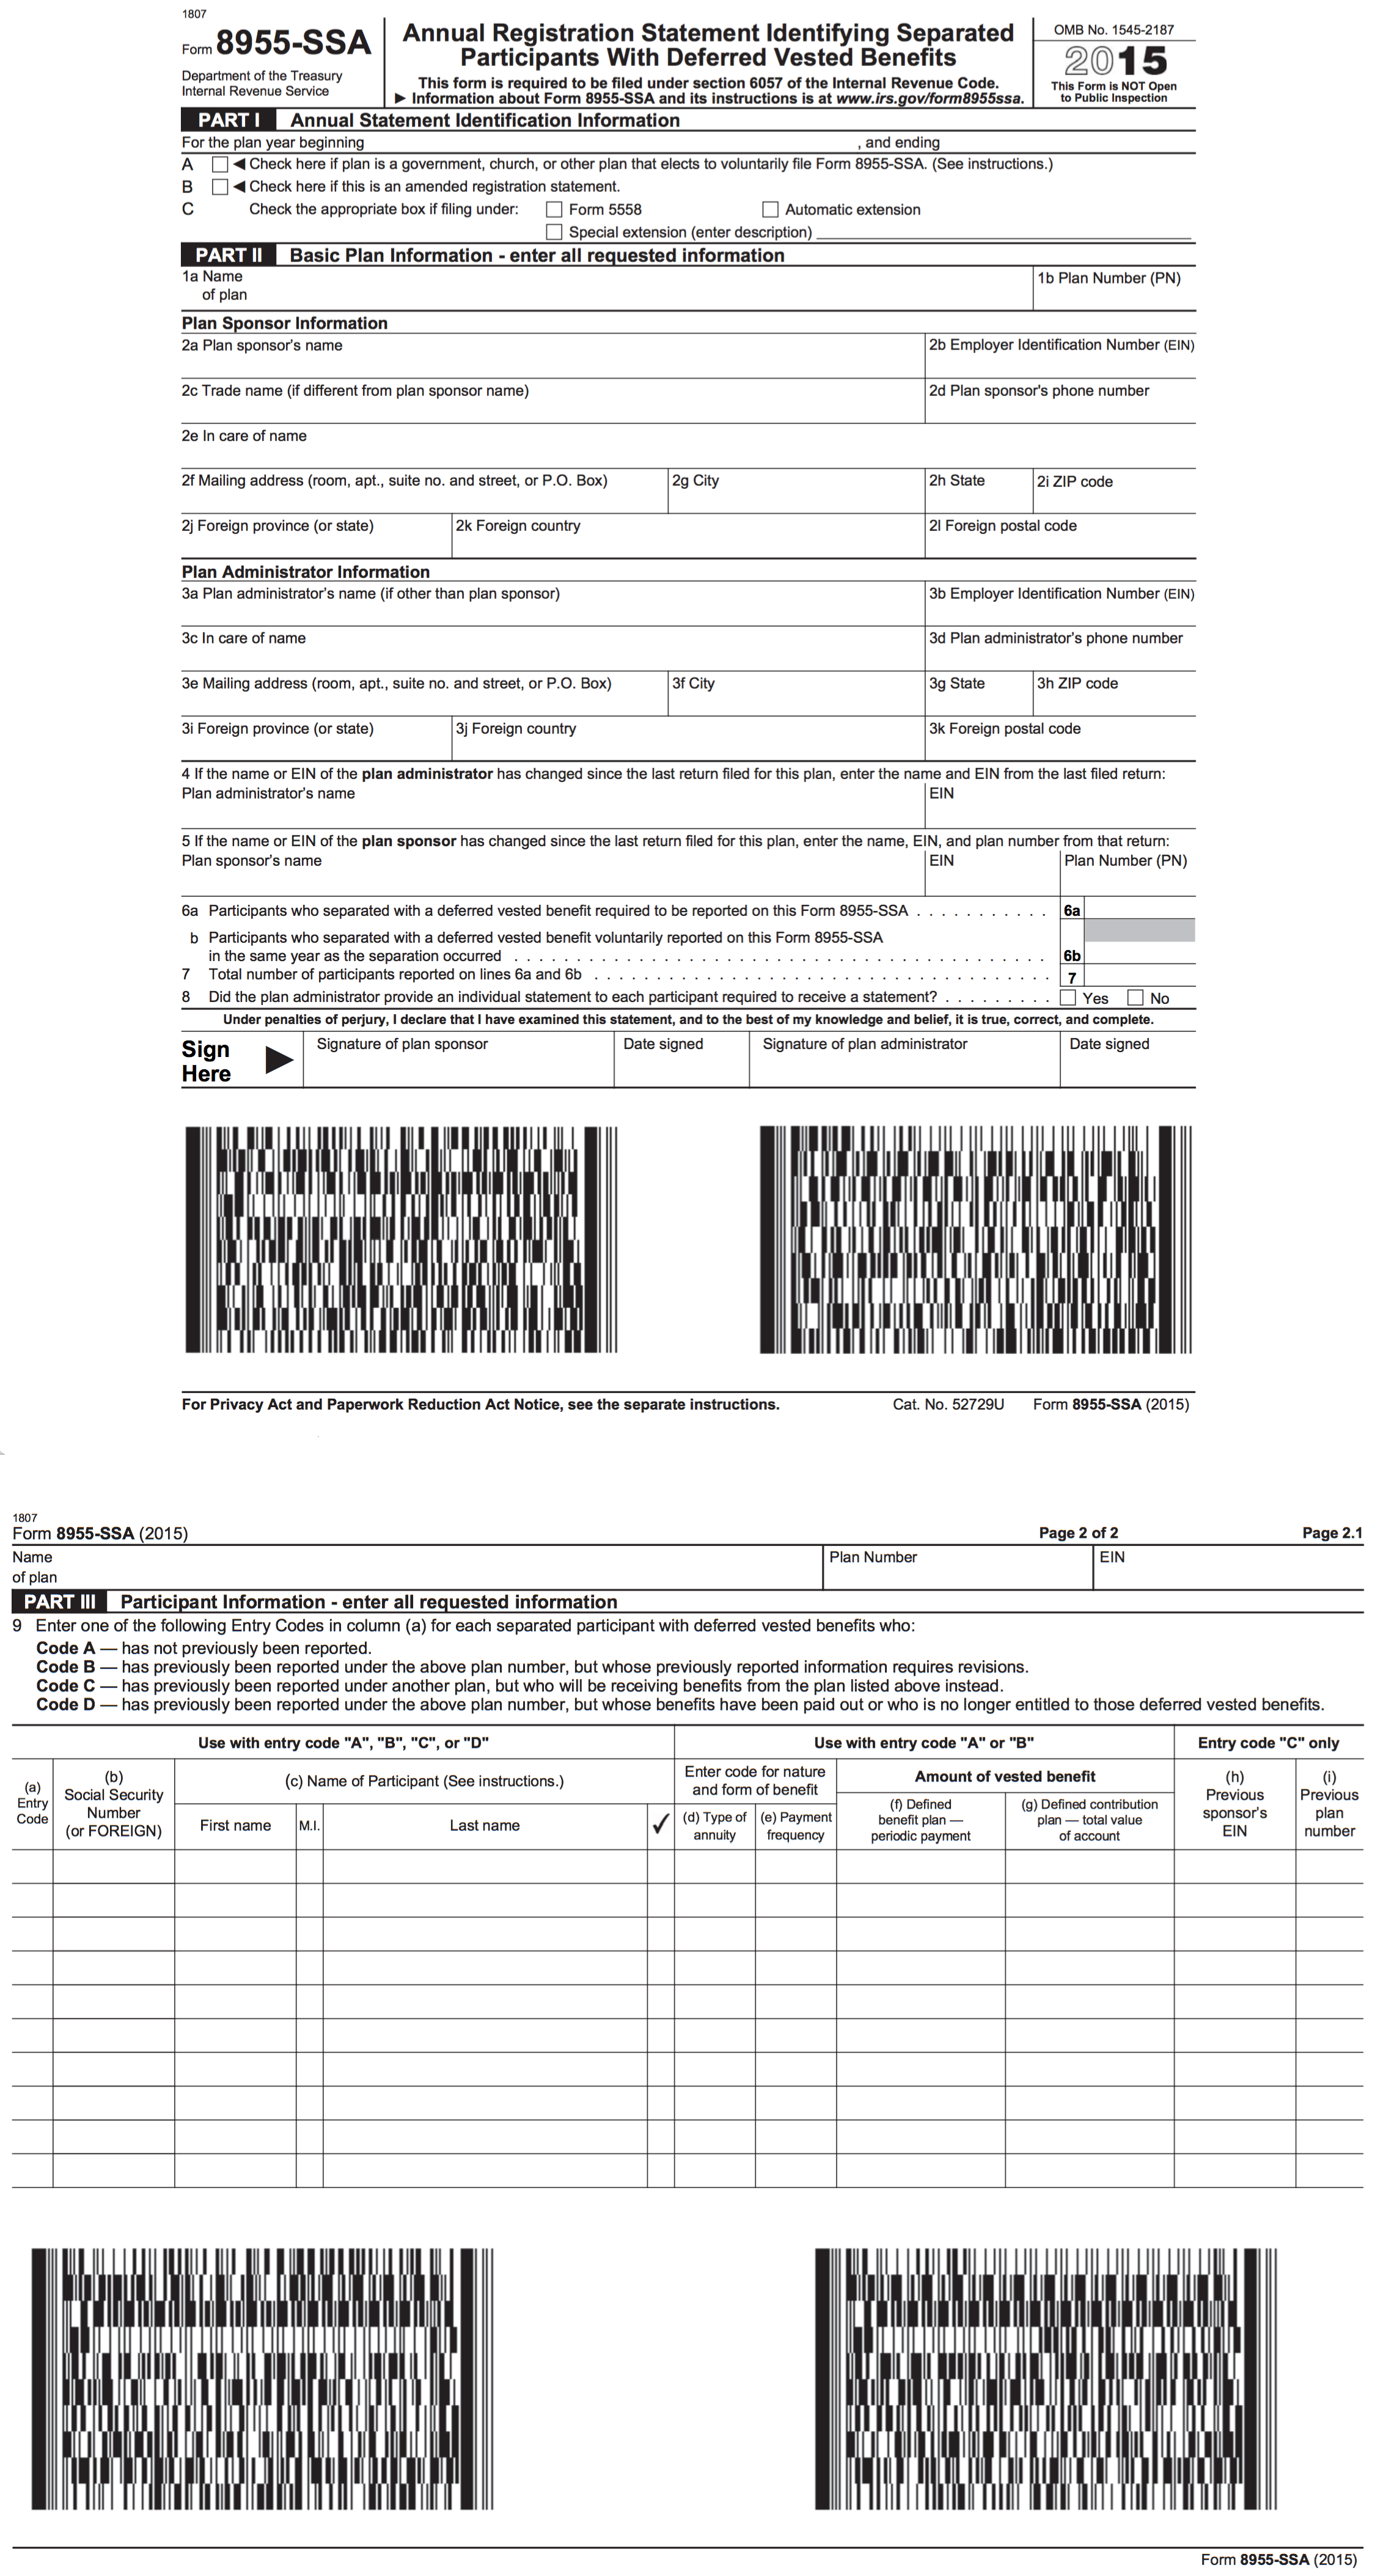 1807
Form 8955-SSA
Department of the Treasury
Internal Revenue Service
Annual Registration Statement Identifying Separated
Participants With Deferred Vested Benefits
This form is required to be filed under section 6057 of the Internal Revenue Code.
▶ Information about Form 8955-SSA and its instructions is at www.irs.gov/form8955ssa.
OMB No. 1545-2187
2015
This Form is NOT Open
to Public Inspection
PART I Annual Statement Identification Information
For the plan year beginning , and ending
A ◀ Check here if plan is a government, church, or other plan that elects to voluntarily file Form 8955-SSA. (See instructions.)
B ◀ Check here if this is an amended registration statement.
C Check the appropriate box if filing under: Form 5558 Automatic extension
Special extension (enter description)
PART II Basic Plan Information - enter all requested information
1a Name
of plan
1b Plan Number (PN)
Plan Sponsor Information
2a Plan sponsor's name
2b Employer Identification Number (EIN)
2c Trade name (if different from plan sponsor name)
2d Plan sponsor's phone number
2e In care of name
2f Mailing address (room, apt., suite no. and street, or P.O. Box)
2g City
2h State
2i ZIP code
2j Foreign province (or state)
2k Foreign country
2l Foreign postal code
Plan Administrator Information
3a Plan administrator's name (if other than plan sponsor)
3b Employer Identification Number (EIN)
3c In care of name
3d Plan administrator's phone number
3e Mailing address (room, apt., suite no. and street, or P.O. Box)
3f City
3g State
3h ZIP code
3i Foreign province (or state)
3j Foreign country
3k Foreign postal code
4 If the name or EIN of the plan administrator has changed since the last return filed for this plan, enter the name and EIN from the last filed return:
Plan administrator's name
EIN
5 If the name or EIN of the plan sponsor has changed since the last return filed for this plan, enter the name, EIN, and plan number from that return:
Plan sponsor's name
EIN
Plan Number (PN)
6a Participants who separated with a deferred vested benefit required to be reported on this Form 8955-SSA . . . . . . . . . . . 6a
b Participants who separated with a deferred vested benefit voluntarily reported on this Form 8955-SSA
in the same year as the separation occurred . . . . . . . . . . . . . . . . . . . . . . . . . . . . . . . . . . . . . . . . . . 6b
7 Total number of participants reported on lines 6a and 6b . . . . . . . . . . . . . . . . . . . . . . . . . . . . . . . . . . . 7
8 Did the plan administrator provide an individual statement to each participant required to receive a statement? . . . . . . . . . Yes No
Under penalties of perjury, I declare that I have examined this statement, and to the best of my knowledge and belief, it is true, correct, and complete.
Sign
Here
Signature of plan sponsor
Date signed
Signature of plan administrator
Date signed
For Privacy Act and Paperwork Reduction Act Notice, see the separate instructions. Cat. No. 52729U Form 8955-SSA (2015)
1807
Form 8955-SSA (2015) Page 2 of 2 Page 2.1
Name
of plan
Plan Number
EIN
PART III Participant Information - enter all requested information
9 Enter one of the following Entry Codes in column (a) for each separated participant with deferred vested benefits who:
Code A — has not previously been reported.
Code B — has previously been reported under the above plan number, but whose previously reported information requires revisions.
Code C — has previously been reported under another plan, but who will be receiving benefits from the plan listed above instead.
Code D — has previously been reported under the above plan number, but whose benefits have been paid out or who is no longer entitled to those deferred vested benefits.
Use with entry code "A", "B", "C", or "D"
Use with entry code "A" or "B"
Entry code "C" only
(a)
Entry
Code
(b)
Social Security
Number
(or FOREIGN)
(c) Name of Participant (See instructions.)
First name
M.I.
Last name
✓
Enter code for nature
and form of benefit
(d) Type of
annuity
(e) Payment
frequency
Amount of vested benefit
(f) Defined
benefit plan —
periodic payment
(g) Defined contribution
plan — total value
of account
(h)
Previous
sponsor's
EIN
(i)
Previous
plan
number
Form 8955-SSA (2015)